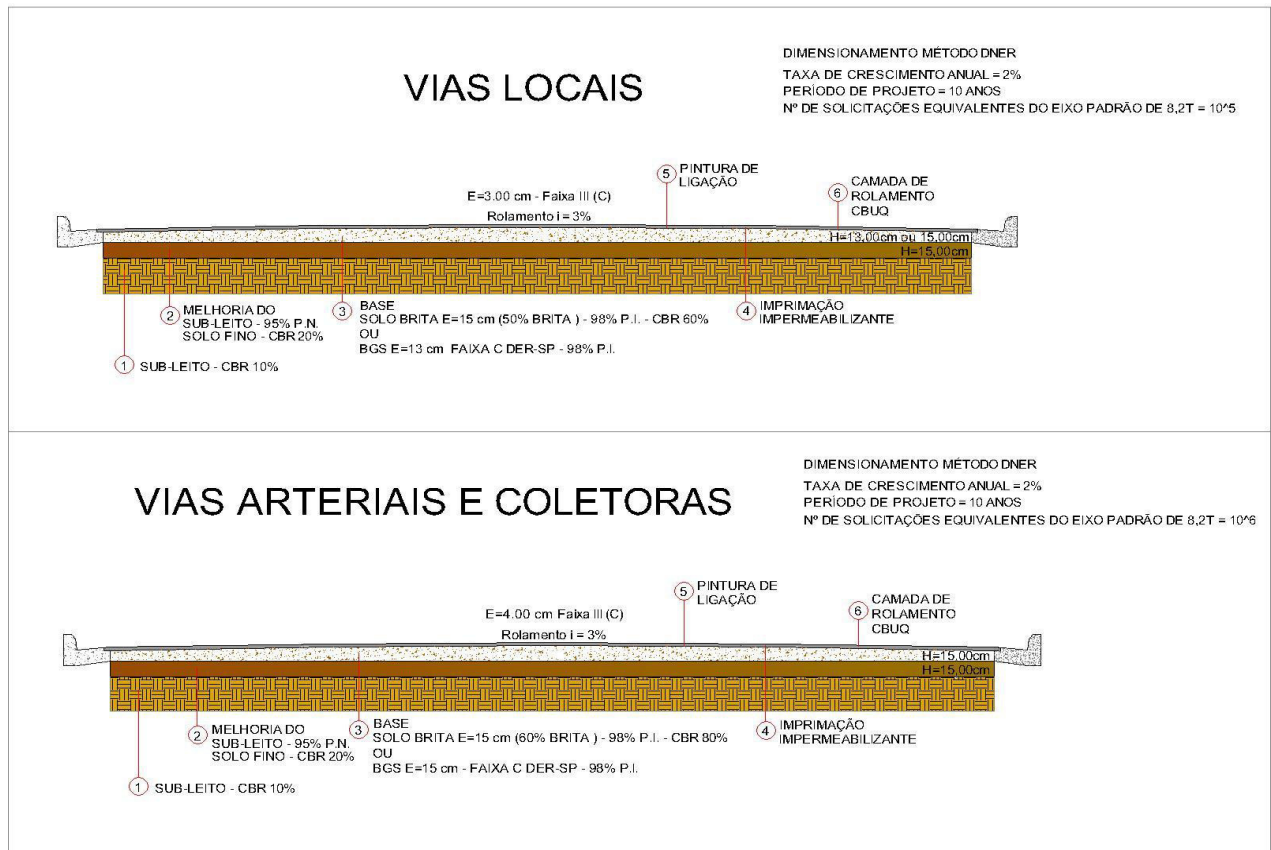 VIAS LOCAIS
DIMENSIONAMENTO MÉTODO DNER
TAXA DE CRESCIMENTO ANUAL = 2%
PERÍODO DE PROJETO = 10 ANOS
Nº DE SOLICITAÇÕES EQUIVALENTES DO EIXO PADRÃO DE 8,2T = 10^5
E=3.00 cm - Faixa III (C)
Rolamento i = 3%
5 PINTURA DE
LIGAÇÃO
6 CAMADA DE
ROLAMENTO
CBUQ
H=13,00cm ou 15,00cm
H=15,00cm
2 MELHORIA DO
SUB-LEITO - 95% P.N.
SOLO FINO - CBR 20%
3 BASE
SOLO BRITA E=15 cm (50% BRITA ) - 98% P.I. - CBR 60%
OU
BGS E=13 cm FAIXA C DER-SP - 98% P.I.
4 IMPRIMAÇÃO
IMPERMEABILIZANTE
1 SUB-LEITO - CBR 10%
VIAS ARTERIAIS E COLETORAS
DIMENSIONAMENTO MÉTODO DNER
TAXA DE CRESCIMENTO ANUAL = 2%
PERÍODO DE PROJETO = 10 ANOS
Nº DE SOLICITAÇÕES EQUIVALENTES DO EIXO PADRÃO DE 8,2T = 10^6
E=4.00 cm Faixa III (C)
Rolamento i = 3%
5 PINTURA DE
LIGAÇÃO
6 CAMADA DE
ROLAMENTO
CBUQ
H=15,00cm
H=15,00cm
2 MELHORIA DO
SUB-LEITO - 95% P.N.
SOLO FINO - CBR 20%
3 BASE
SOLO BRITA E=15 cm (60% BRITA ) - 98% P.I. - CBR 80%
OU
BGS E=15 cm - FAIXA C DER-SP - 98% P.I.
4 IMPRIMAÇÃO
IMPERMEABILIZANTE
1 SUB-LEITO - CBR 10%